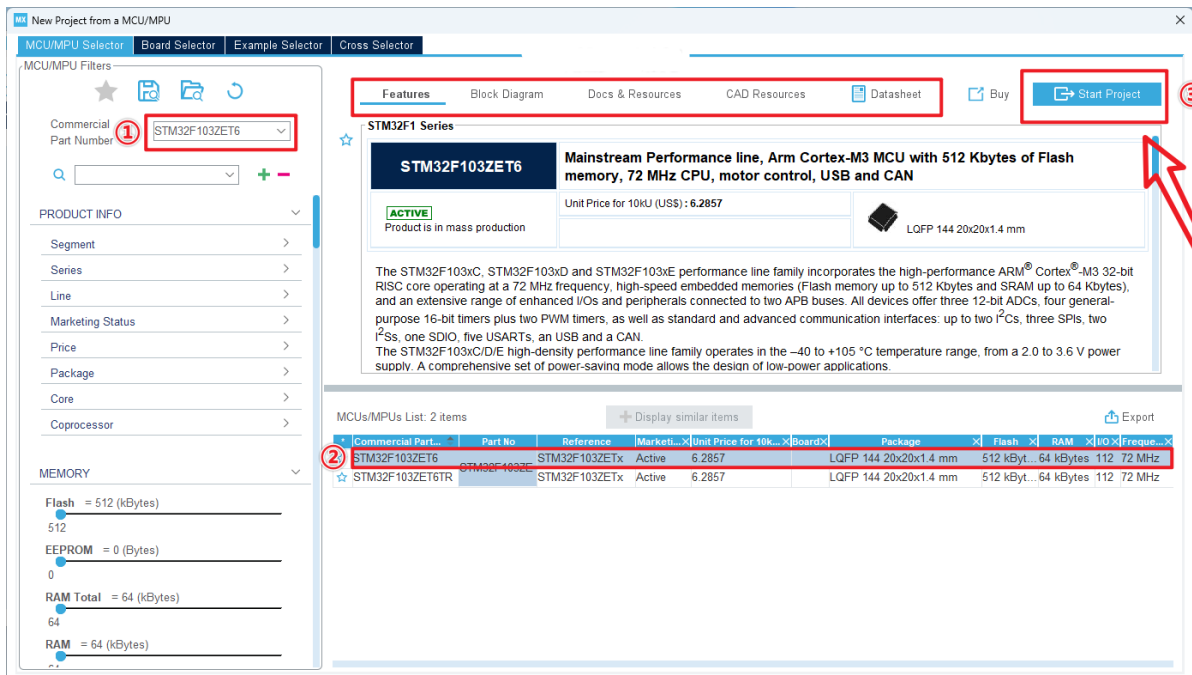 MX New Project from a MCU/MPU
MCU/MPU Selector Board Selector Example Selector Cross Selector
MCU/MPU Filters
Commercial
Part Number
① STM32F103ZET6
PRODUCT INFO
Segment
Series
Line
Marketing Status
Price
Package
Core
Coprocessor
MEMORY
Flash = 512 (kBytes)
512
EEPROM = 0 (Bytes)
0
RAM Total = 64 (kBytes)
64
RAM = 64 (kBytes)
Features Block Diagram Docs & Resources CAD Resources Datasheet Buy Start Project ③
STM32F1 Series
STM32F103ZET6
Mainstream Performance line, Arm Cortex-M3 MCU with 512 Kbytes of Flash
memory, 72 MHz CPU, motor control, USB and CAN
ACTIVE
Product is in mass production
Unit Price for 10kU (US$) : 6.2857
LQFP 144 20x20x1.4 mm
The STM32F103xC, STM32F103xD and STM32F103xE performance line family incorporates the high-performance ARM® Cortex®-M3 32-bit
RISC core operating at a 72 MHz frequency, high-speed embedded memories (Flash memory up to 512 Kbytes and SRAM up to 64 Kbytes),
and an extensive range of enhanced I/Os and peripherals connected to two APB buses. All devices offer three 12-bit ADCs, four general-
purpose 16-bit timers plus two PWM timers, as well as standard and advanced communication interfaces: up to two I²Cs, three SPIs, two
I²Ss, one SDIO, five USARTs, an USB and a CAN.
The STM32F103xC/D/E high-density performance line family operates in the –40 to +105 °C temperature range, from a 2.0 to 3.6 V power
supply. A comprehensive set of power-saving mode allows the design of low-power applications.
MCUs/MPUs List: 2 items
Display similar items
Export
* Commercial Part... Part No Reference Marketi... Unit Price for 10k... Board Package Flash RAM I/O Freque...
② STM32F103ZET6 STM32F103ZE STM32F103ZETx Active 6.2857 LQFP 144 20x20x1.4 mm 512 kByt... 64 kBytes 112 72 MHz
STM32F103ZET6TR STM32F103ZETx Active 6.2857 LQFP 144 20x20x1.4 mm 512 kByt... 64 kBytes 112 72 MHz